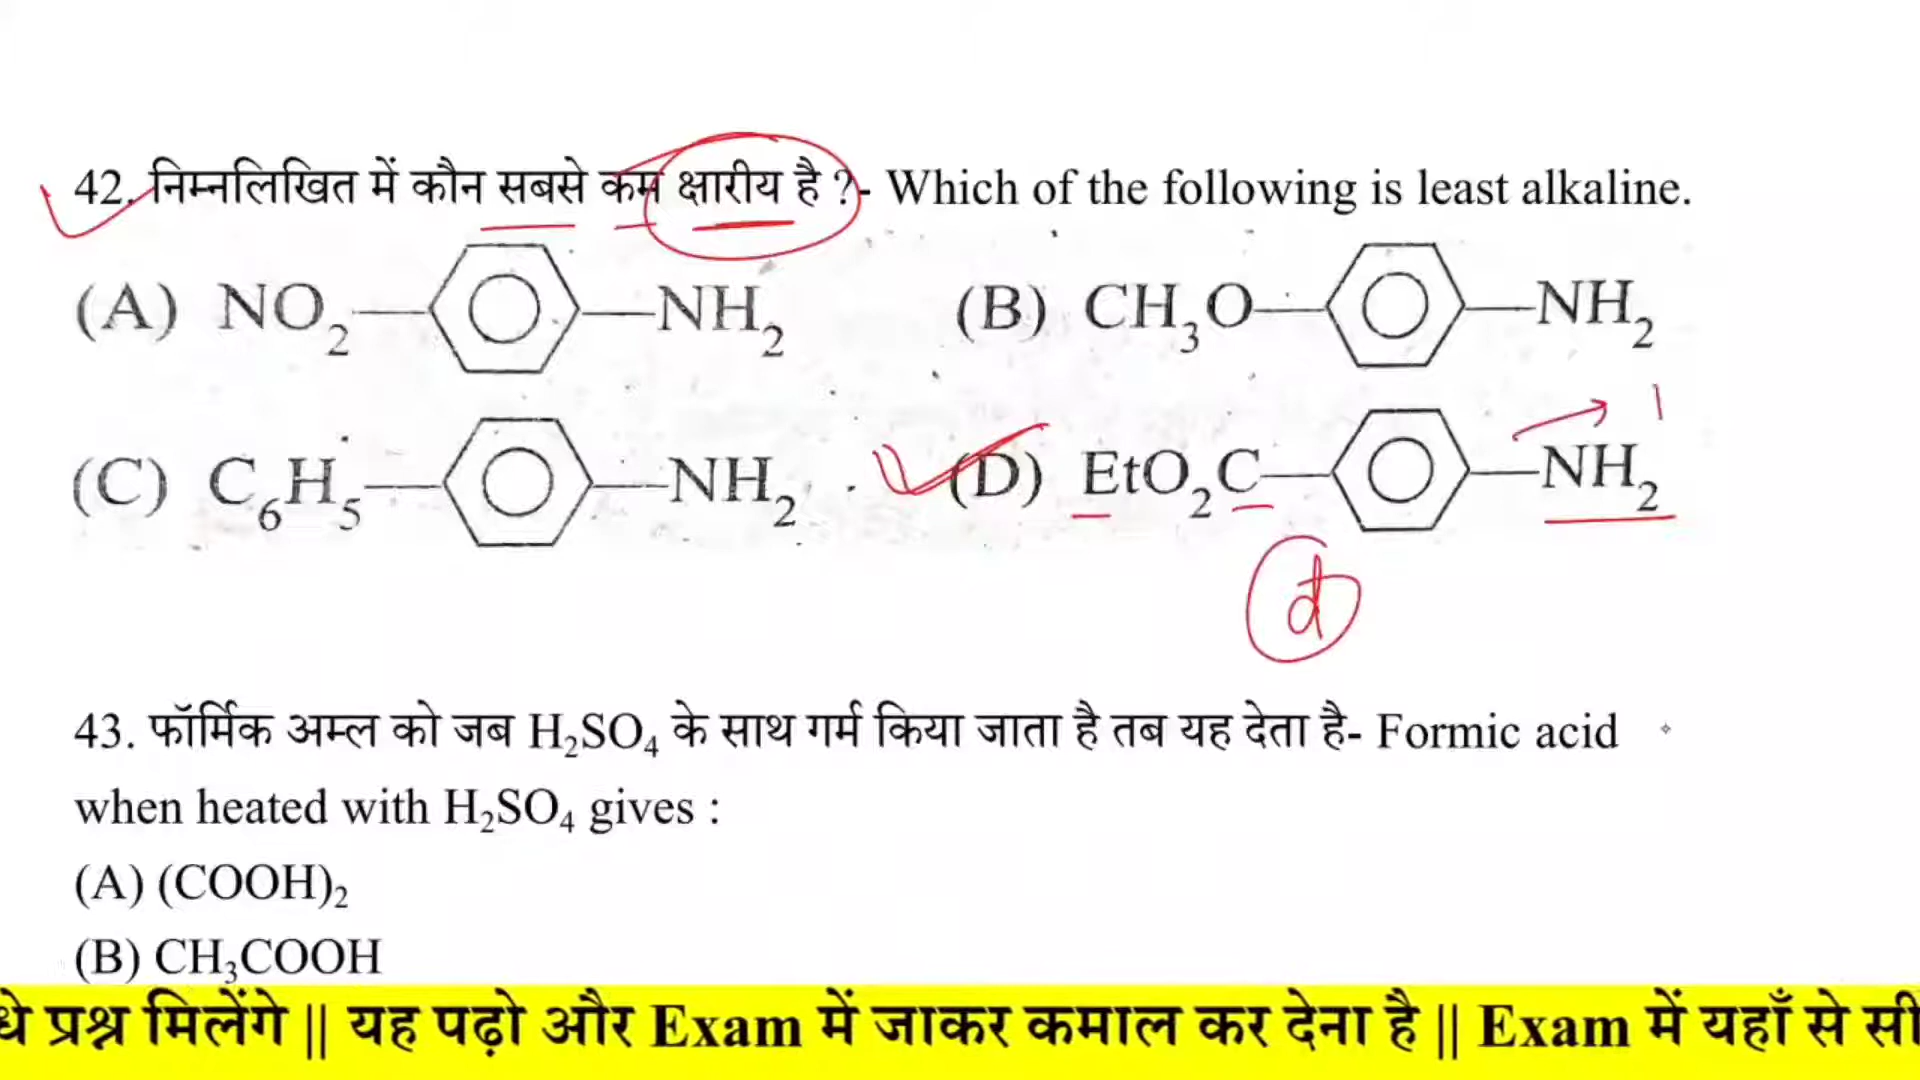 42. निम्नलिखित में कौन सबसे कम क्षारीय है ?- Which of the following is least alkaline.
(A) NO₂—⌬—NH₂ (B) CH₃O—⌬—NH₂
(C) C₆H₅—⌬—NH₂ (D) EtO₂C—⌬—NH₂
d
43. फॉर्मिक अम्ल को जब H₂SO₄ के साथ गर्म किया जाता है तब यह देता है- Formic acid
when heated with H₂SO₄ gives :
(A) (COOH)₂
(B) CH₃COOH
धे प्रश्न मिलेंगे || यह पढ़ो और Exam में जाकर कमाल कर देना है || Exam में यहाँ से सी